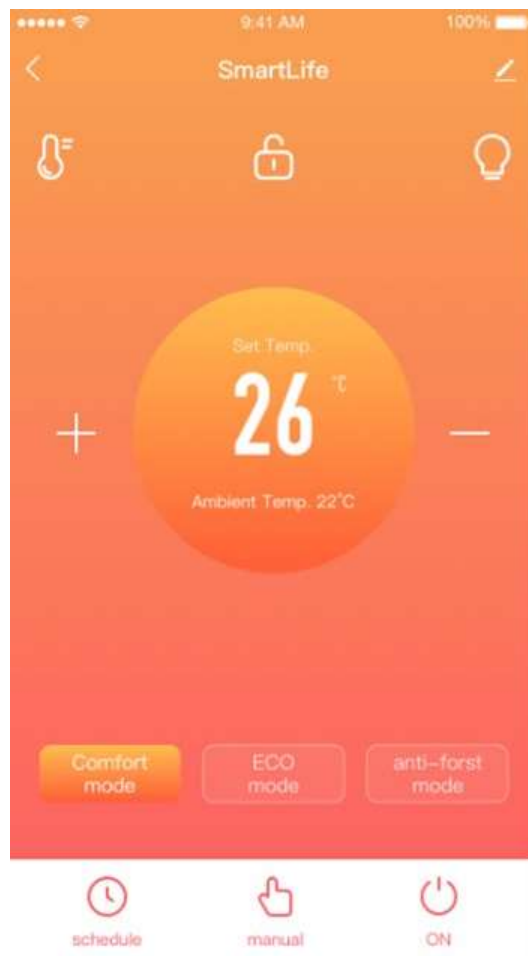 9:41 AM 100%
SmartLife
Set Temp.
26 ℃
Ambient Temp. 22℃
Comfort
mode
ECO
mode
anti-forst
mode
schedule
manual
ON